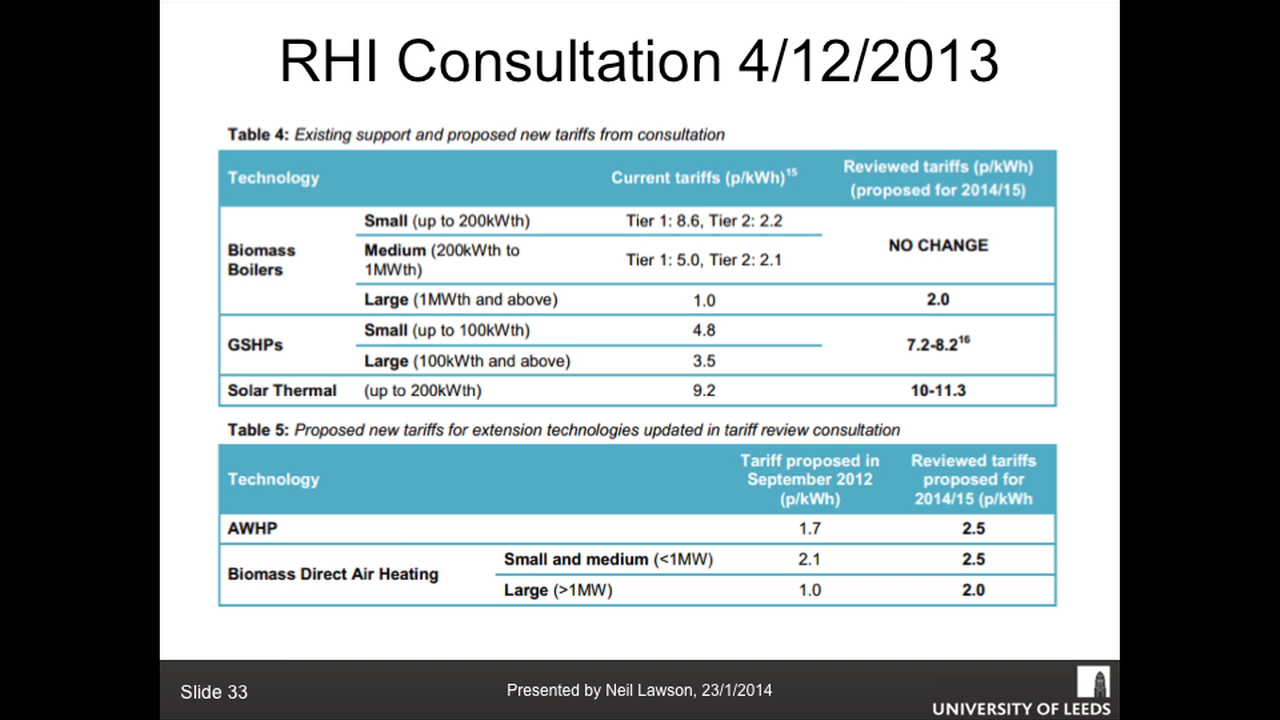 RHI Consultation 4/12/2013
Table 4: Existing support and proposed new tariffs from consultation
Technology
Current tariffs (p/kWh)15
Reviewed tariffs (p/kWh)
(proposed for 2014/15)
Biomass
Boilers
Small (up to 200kWth)
Tier 1: 8.6, Tier 2: 2.2
NO CHANGE
Medium (200kWth to
1MWth)
Tier 1: 5.0, Tier 2: 2.1
Large (1MWth and above)
1.0
2.0
GSHPs
Small (up to 100kWth)
4.8
7.2-8.216
Large (100kWth and above)
3.5
Solar Thermal
(up to 200kWth)
9.2
10-11.3
Table 5: Proposed new tariffs for extension technologies updated in tariff review consultation
Technology
Tariff proposed in
September 2012
(p/kWh)
Reviewed tariffs
proposed for
2014/15 (p/kWh
AWHP
1.7
2.5
Biomass Direct Air Heating
Small and medium (<1MW)
2.1
2.5
Large (>1MW)
1.0
2.0
Slide 33
Presented by Neil Lawson, 23/1/2014
UNIVERSITY OF LEEDS